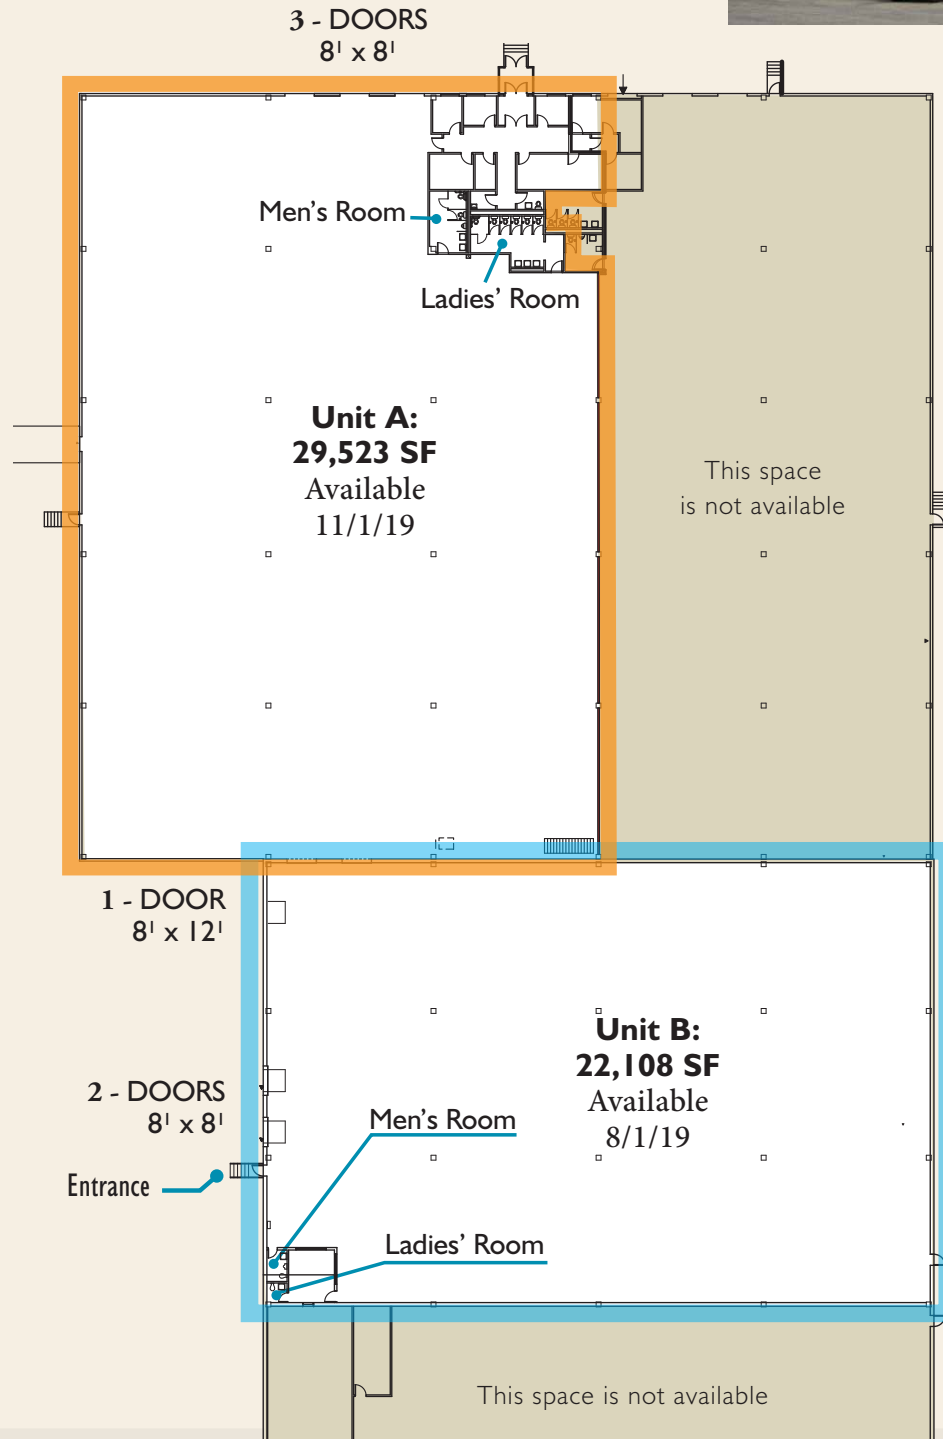 3 - DOORS
8' x 8'
Men's Room
Ladies' Room
Unit A:
29,523 SF
Available
11/1/19
This space
is not available
1 - DOOR
8' x 12'
Unit B:
22,108 SF
Available
8/1/19
2 - DOORS
8' x 8'
Men's Room
Entrance
Ladies' Room
This space is not available